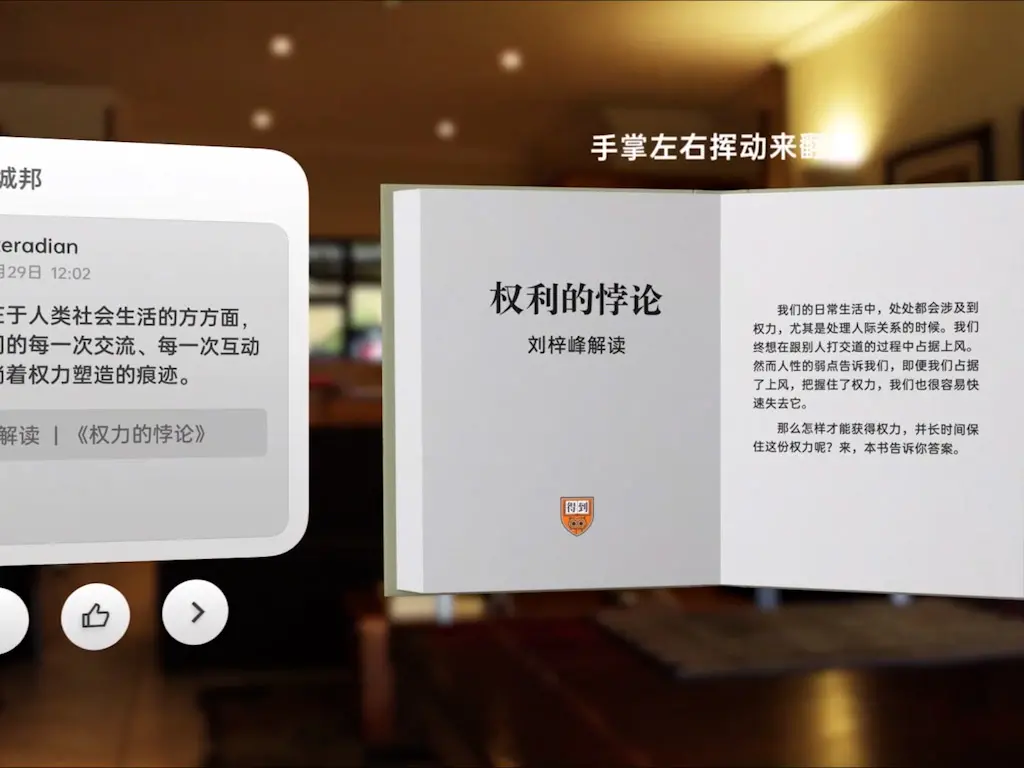 手掌左右挥动来翻
城邦
eradian
月29日 12:02
于人类社会生活的方方面，
的每一次交流、每一次互动
着权力塑造的痕迹。
解读 | 《权力的悖论》
权利的悖论
刘梓峰解读
得到
我们的日常生活中，处处都会涉及到
权力，尤其是处理人际关系的时候。我们
终想在跟别人打交道的过程中占据上风。
然而人性的弱点告诉我们，即便我们占据
了上风，把握住了权力，我们也很容易快
速失去它。
那么怎样才能获得权力，并长时间保
住这份权力呢？来，本书告诉你答案。